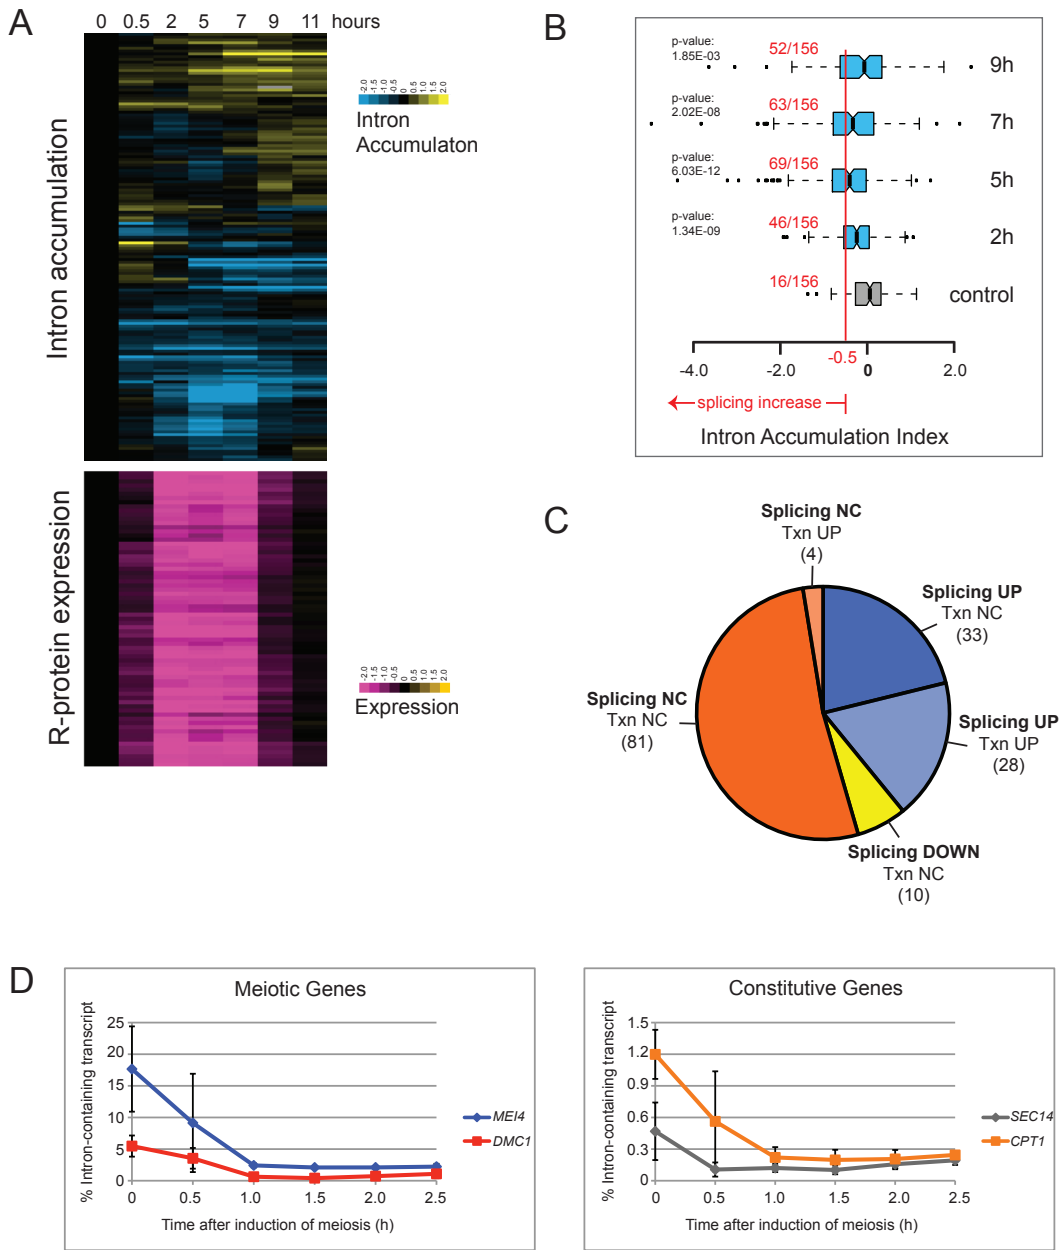 A
0 0.5 2 5 7 9 11 hours
Intron accumulation
-2.0 -1.5 -1.0 -0.5 0.0 0.5 1.0 1.5 2.0
Intron
Accumulaton
R-protein expression
-2.0 -1.5 -1.0 -0.5 0.0 0.5 1.0 1.5 2.0
Expression
B
p-value:
1.85E-03
52/156
9h
p-value:
2.02E-08
63/156
7h
p-value:
6.03E-12
69/156
5h
p-value:
1.34E-09
46/156
2h
16/156
control
-0.5
-4.0 -2.0 0 2.0
splicing increase
Intron Accumulation Index
C
Splicing NC
Txn UP
(4)
Splicing UP
Txn NC
(33)
Splicing NC
Txn NC
(81)
Splicing UP
Txn UP
(28)
Splicing DOWN
Txn NC
(10)
D
Meiotic Genes
% Intron-containing transcript
25
20
15
10
5
0
0 0.5 1.0 1.5 2.0 2.5
Time after induction of meiosis (h)
MEI4
DMC1
Constitutive Genes
% Intron-containing transcript
1.5
1.2
0.9
0.6
0.3
0
0 0.5 1.0 1.5 2.0 2.5
Time after induction of meiosis (h)
SEC14
CPT1